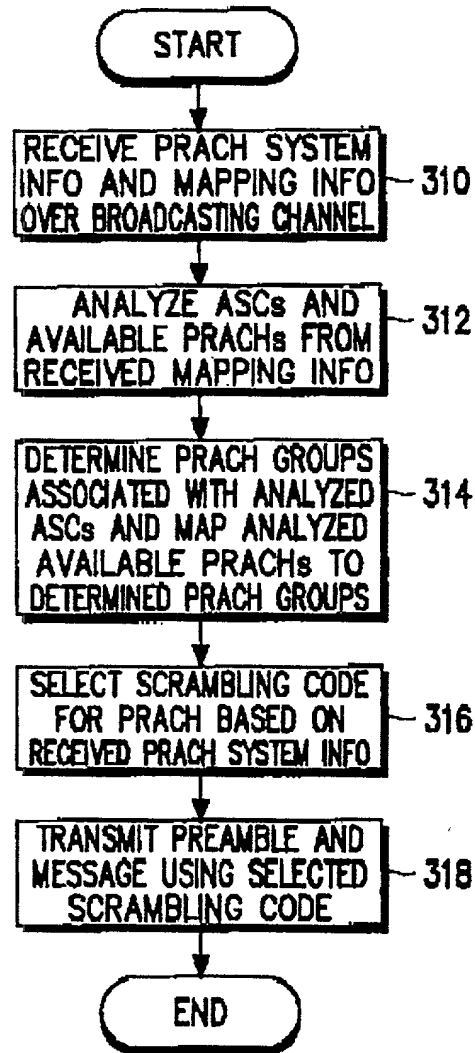 START
RECEIVE PRACH SYSTEM
INFO AND MAPPING INFO
OVER BROADCASTING CHANNEL
310
ANALYZE ASCs AND
AVAILABLE PRACHs FROM
RECEIVED MAPPING INFO
312
DETERMINE PRACH GROUPS
ASSOCIATED WITH ANALYZED
ASCs AND MAP ANALYZED
AVAILABLE PRACHs TO
DETERMINED PRACH GROUPS
314
SELECT SCRAMBLING CODE
FOR PRACH BASED ON
RECEIVED PRACH SYSTEM INFO
316
TRANSMIT PREAMBLE AND
MESSAGE USING SELECTED
SCRAMBLING CODE
318
END